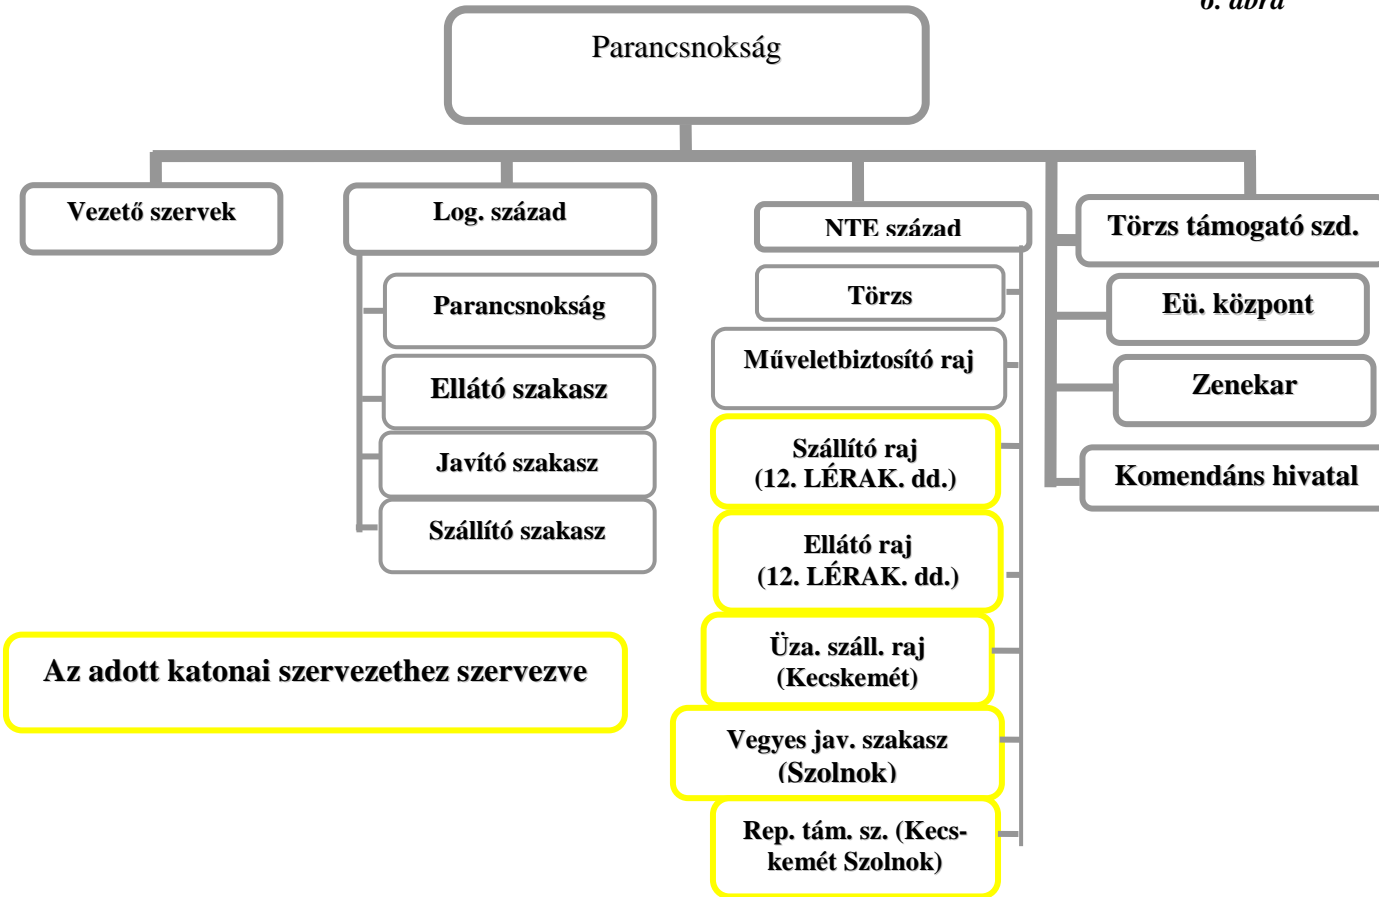 6. ábra
Parancsnokság
Vezető szervek
Log. század
Parancsnokság
Ellátó szakasz
Javító szakasz
Szállító szakasz
NTE század
Törzs
Műveletbiztosító raj
Szállító raj
(12. LÉRAK. dd.)
Ellátó raj
(12. LÉRAK. dd.)
Üza. száll. raj
(Kecskemét)
Vegyes jav. szakasz
(Szolnok)
Rep. tám. sz. (Kecs-
kemét Szolnok)
Törzs támogató szd.
Eü. központ
Zenekar
Komendáns hivatal
Az adott katonai szervezethez szervezve